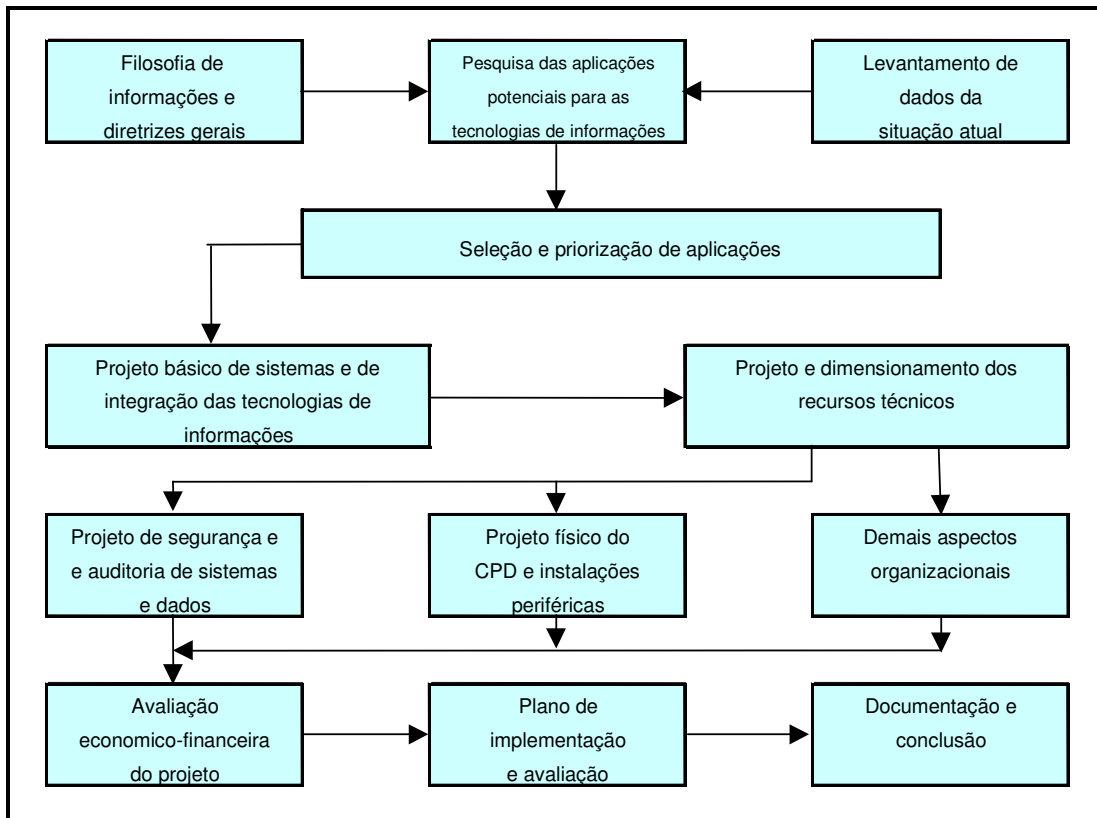 Filosofia de
informações e
diretrizes gerais
Pesquisa das aplicações
potenciais para as
tecnologias de informações
Levantamento de
dados da
situação atual
Seleção e priorização de aplicações
Projeto básico de sistemas e de
integração das tecnologias de
informações
Projeto e dimensionamento dos
recursos técnicos
Projeto de segurança e
e auditoria de sistemas
e dados
Projeto físico do
CPD e instalações
periféricas
Demais aspectos
organizacionais
Avaliação
economico-financeira
do projeto
Plano de
implementação
e avaliação
Documentação e
conclusão